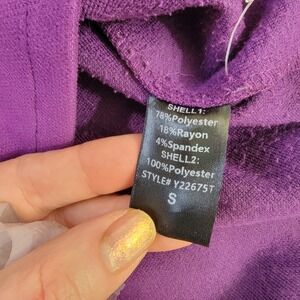 SHELL1:
78%Polyester
18%Rayon
4%Spandex
SHELL2:
100%Polyester
STYLE# Y22675T
S